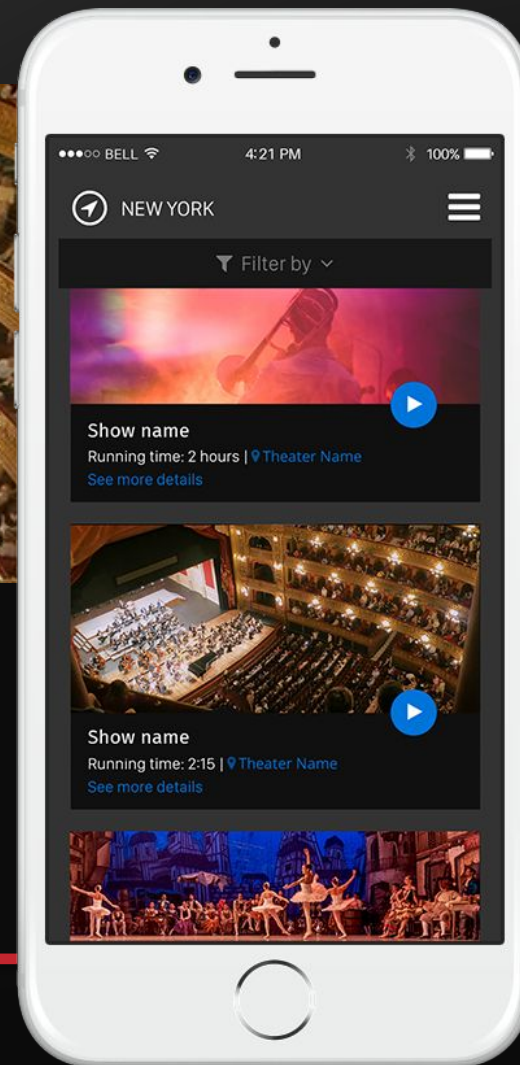 BELL 4:21 PM 100%
NEW YORK
Filter by
Show name
Running time: 2 hours | Theater Name
See more details
Show name
Running time: 2:15 | Theater Name
See more details